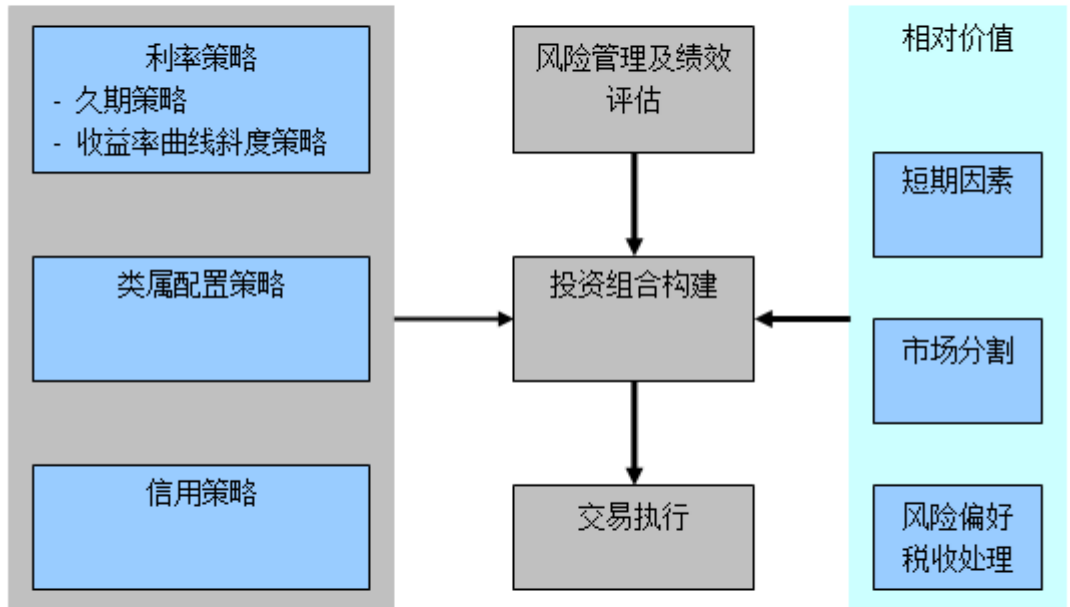 利率策略
- 久期策略
- 收益率曲线斜度策略
类属配置策略
信用策略
风险管理及绩效
评估
投资组合构建
交易执行
相对价值
短期因素
市场分割
风险偏好
税收处理